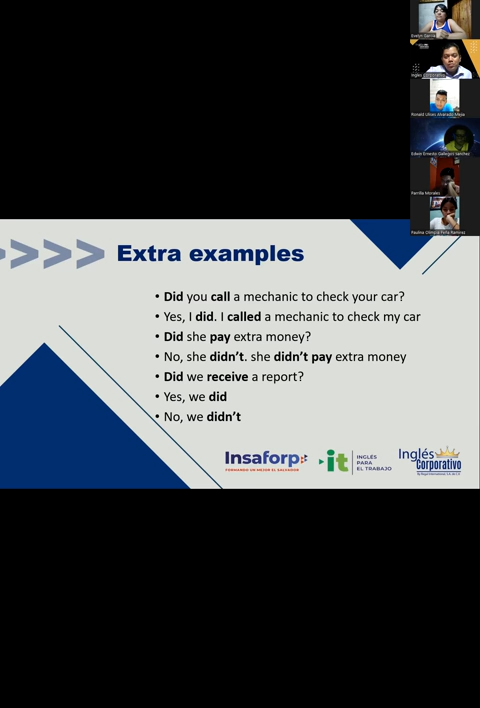 Evelyn Garcia
Inglés Corporativo
Ronald Ulises Alvarado Mejia
Edwin Ernesto Gallegos Sanchez
Parrilla Morales
Paulina Olimpia Peña Ramirez
>>>> Extra examples
• Did you call a mechanic to check your car?
• Yes, I did. I called a mechanic to check my car
• Did she pay extra money?
• No, she didn't. she didn't pay extra money
• Did we receive a report?
• Yes, we did
• No, we didn't
Insaforp
FORMANDO UN MEJOR EL SALVADOR
it
INGLÉS
PARA
EL TRABAJO
Inglés
Corporativo